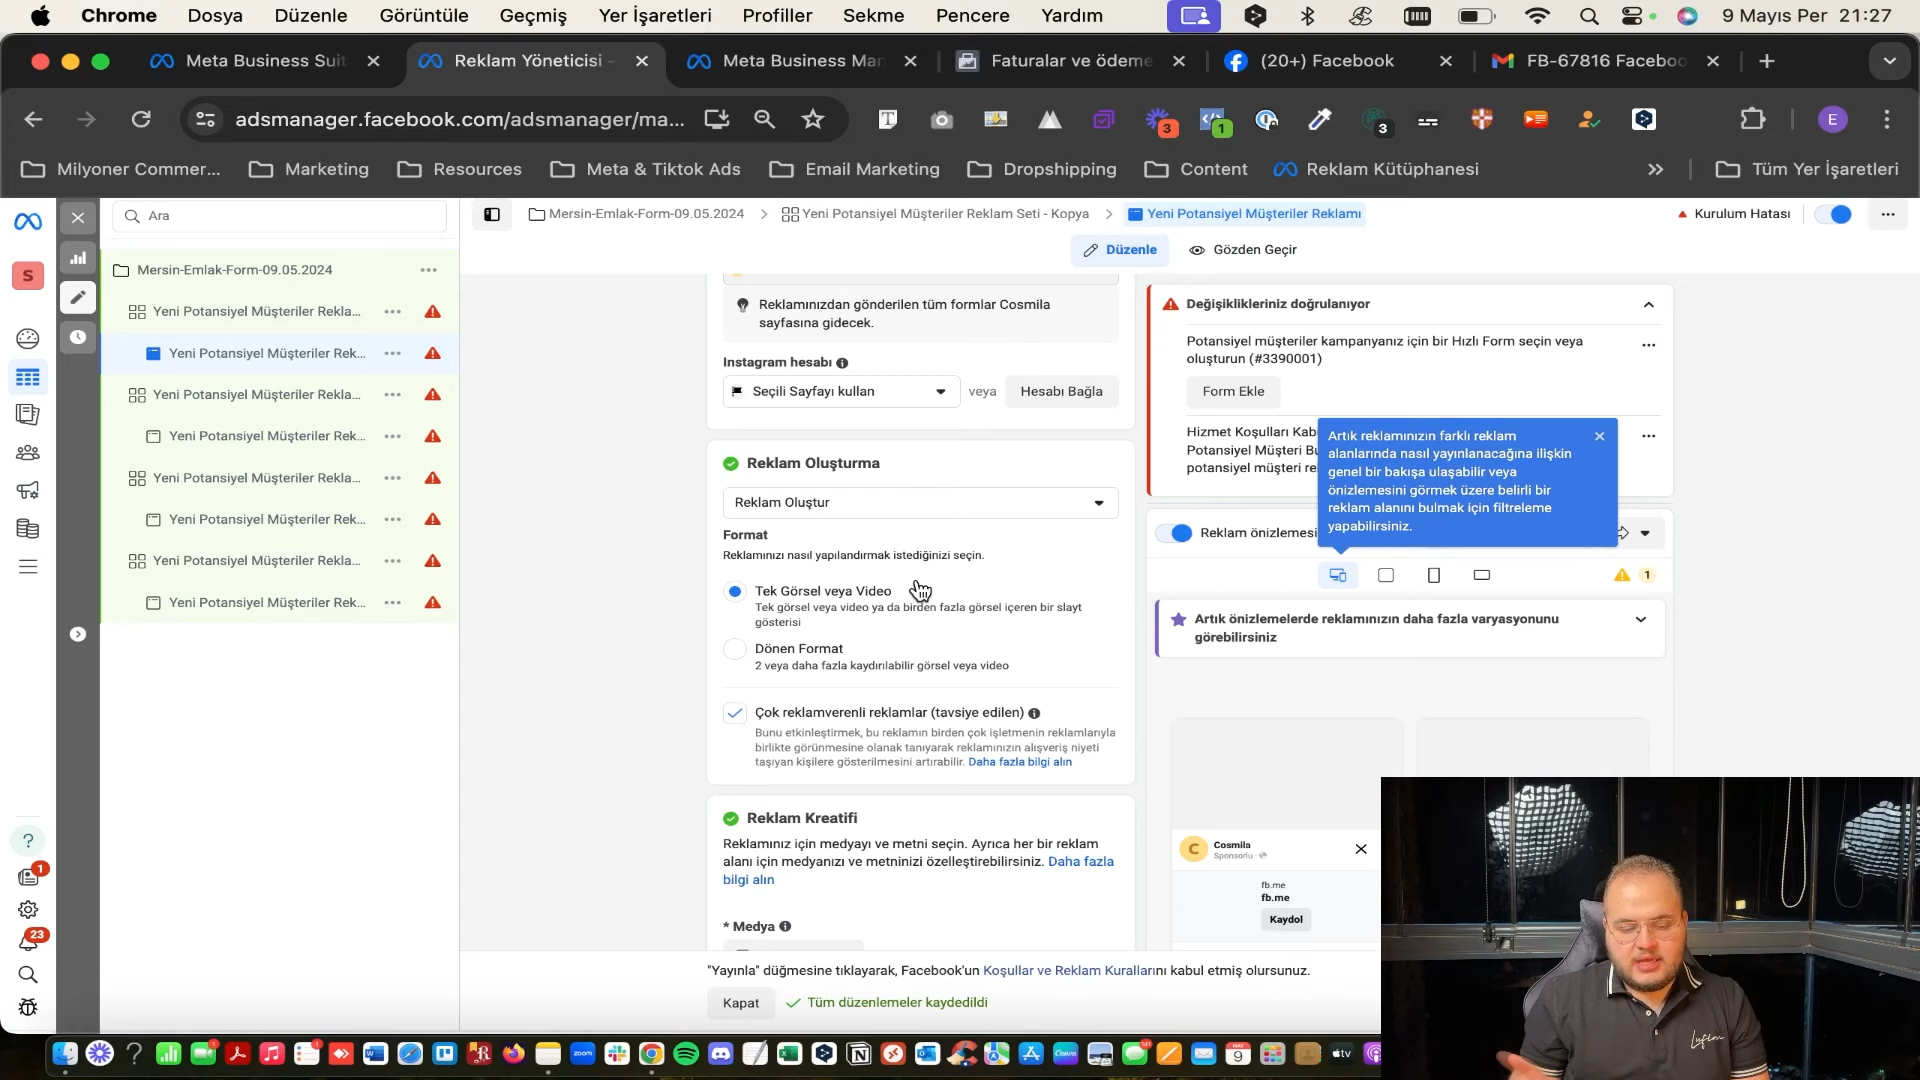 Chrome Dosya Düzenle Görüntüle Geçmiş Yer İşaretleri Profiller Sekme Pencere Yardım 9 Mayıs Per 21:27
Meta Business Suit Reklam Yöneticisi - Meta Business Man Faturalar ve ödeme (20+) Facebook FB-67816 Faceboo
adsmanager.facebook.com/adsmanager/ma... 3 1 3 E
Milyoner Commer... Marketing Resources Meta & Tiktok Ads Email Marketing Dropshipping Content Reklam Kütüphanesi Tüm Yer İşaretleri
S
Ara
Mersin-Emlak-Form-09.05.2024
Yeni Potansiyel Müşteriler Rekla...
Yeni Potansiyel Müşteriler Rek...
Yeni Potansiyel Müşteriler Rekla...
Yeni Potansiyel Müşteriler Rek...
Yeni Potansiyel Müşteriler Rekla...
Yeni Potansiyel Müşteriler Rek...
Yeni Potansiyel Müşteriler Rekla...
Yeni Potansiyel Müşteriler Rek...
1
23
Mersin-Emlak-Form-09.05.2024 > Yeni Potansiyel Müşteriler Reklam Seti - Kopya > Yeni Potansiyel Müşteriler Reklamı
Kurulum Hatası
Düzenle Gözden Geçir
Reklamınızdan gönderilen tüm formlar Cosmila
sayfasına gidecek.
Instagram hesabı
Seçili Sayfayı kullan veya Hesabı Bağla
Reklam Oluşturma
Reklam Oluştur
Format
Reklamınızı nasıl yapılandırmak istediğinizi seçin.
Tek Görsel veya Video
Tek görsel veya video ya da birden fazla görsel içeren bir slayt
gösterisi
Dönen Format
2 veya daha fazla kaydırılabilir görsel veya video
Çok reklamverenli reklamlar (tavsiye edilen)
Bunu etkinleştirmek, bu reklamın birden çok işletmenin reklamlarıyla
birlikte görünmesine olanak tanıyarak reklamınızın alışveriş niyeti
taşıyan kişilere gösterilmesini artırabilir. Daha fazla bilgi alın
Reklam Kreatifi
Reklamınız için medyayı ve metni seçin. Ayrıca her bir reklam
alanı için medyanızı ve metninizi özelleştirebilirsiniz. Daha fazla
bilgi alın
* Medya
"Yayınla" düğmesine tıklayarak, Facebook'un Koşullar ve Reklam Kurallarını kabul etmiş olursunuz.
Kapat Tüm düzenlemeler kaydedildi
Değişiklikleriniz doğrulanıyor
Potansiyel müşteriler kampanyanız için bir Hızlı Form seçin veya
oluşturun (#3390001)
Form Ekle
Hizmet Koşulları Kab
Potansiyel Müşteri Bu
potansiyel müşteri re
Artık reklamınızın farklı reklam
alanlarında nasıl yayınlanacağına ilişkin
genel bir bakışa ulaşabilir veya
önizlemesini görmek üzere belirli bir
reklam alanını bulmak için filtreleme
yapabilirsiniz.
Reklam önizlemesi
1
Artık önizlemelerde reklamınızın daha fazla varyasyonunu
görebilirsiniz
C Cosmila
Sponsorlu
fb.me
fb.me
Kaydol
Lufian
zoom
9
tv